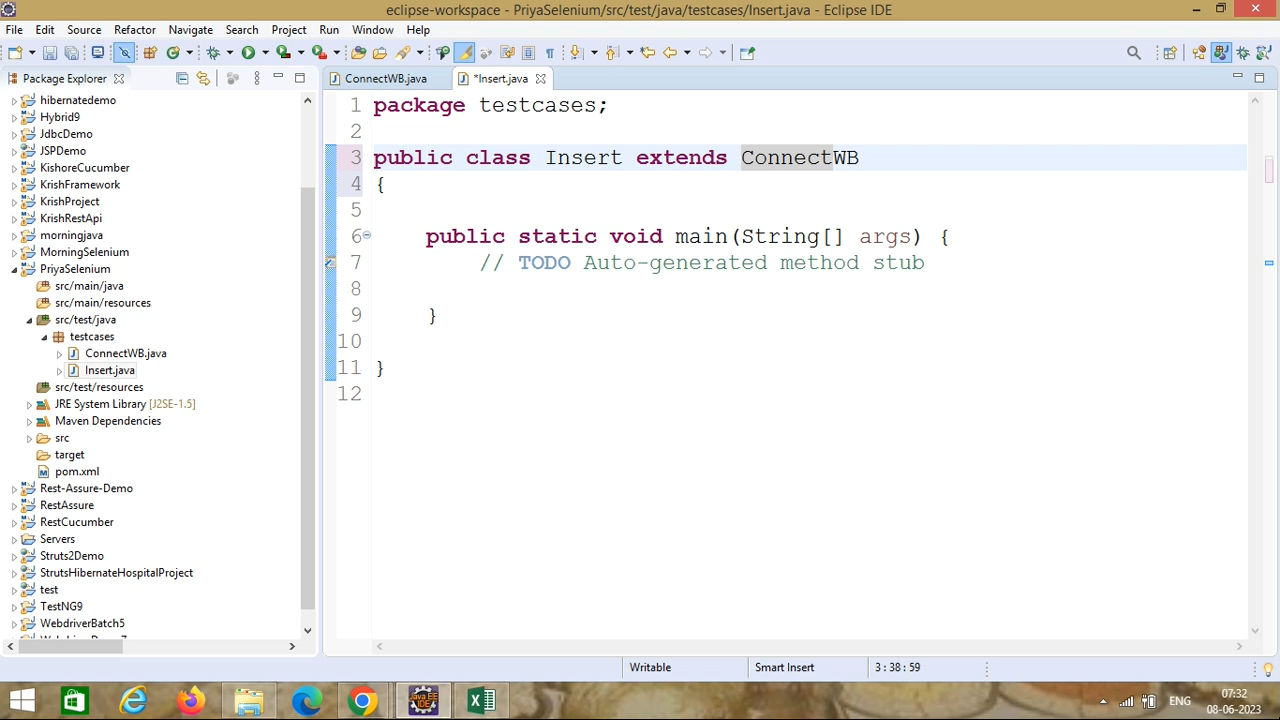 eclipse-workspace - PriyaSelenium/src/test/java/testcases/Insert.java - Eclipse IDE
File Edit Source Refactor Navigate Search Project Run Window Help
Package Explorer
hibernatedemo
Hybrid9
JdbcDemo
JSPDemo
KishoreCucumber
KrishFramework
KrishProject
KrishRestApi
morningjava
MorningSelenium
PriyaSelenium
src/main/java
src/main/resources
src/test/java
testcases
ConnectWB.java
Insert.java
src/test/resources
JRE System Library [J2SE-1.5]
Maven Dependencies
src
target
pom.xml
Rest-Assure-Demo
RestAssure
RestCucumber
Servers
Struts2Demo
StrutsHibernateHospitalProject
test
TestNG9
WebdriverBatch5
ConnectWB.java *Insert.java
1 package testcases;
2
3 public class Insert extends ConnectWB
4 {
5
6 public static void main(String[] args) {
7 // TODO Auto-generated method stub
8
9 }
10
11 }
12
Writable Smart Insert 3 : 38 : 59
Java EE IDE
ENG 07:32
08-06-2023